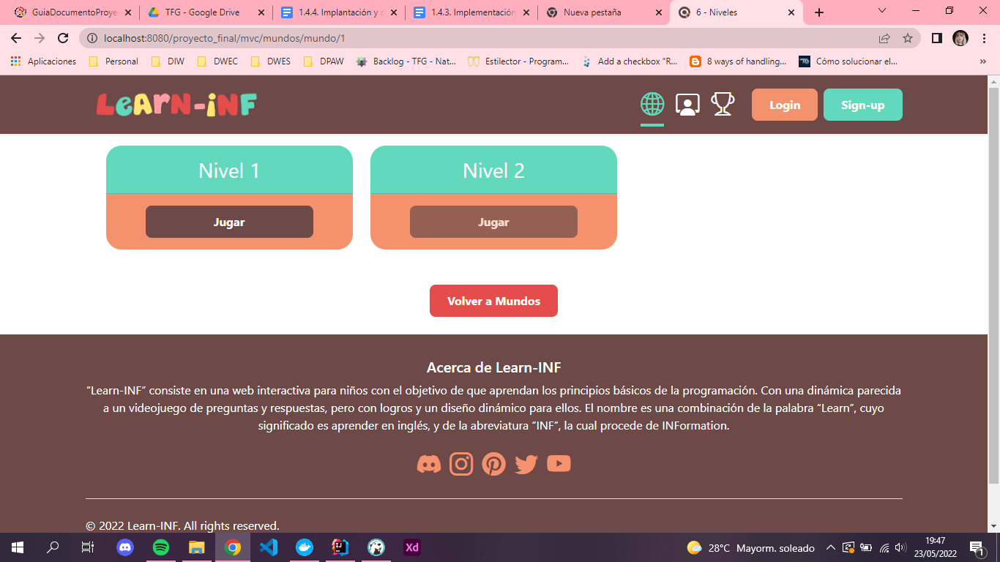 GuiaDocumentoProye
TFG - Google Drive
1.4.4. Implantación y c
1.4.3. Implementación
Nueva pestaña
6 - Niveles
localhost:8080/proyecto_final/mvc/mundos/mundo/1
Aplicaciones
Personal
DIW
DWEC
DWES
DPAW
Backlog - TFG - Nat...
Estilector - Program...
Add a checkbox "R...
8 ways of handling...
Cómo solucionar el...
»
LeArN-iNF
Login
Sign-up
Nivel 1
Nivel 2
Jugar
Jugar
Volver a Mundos
Acerca de Learn-INF
“Learn-INF” consiste en una web interactiva para niños con el objetivo de que aprendan los principios básicos de la programación. Con una dinámica parecida
a un videojuego de preguntas y respuestas, pero con logros y un diseño dinámico para ellos. El nombre es una combinación de la palabra “Learn”, cuyo
significado es aprender en inglés, y de la abreviatura “INF“, la cual procede de INFormation.
© 2022 Learn-INF. All rights reserved.
Xd
28°C Mayorm. soleado
19:47
23/05/2022
1